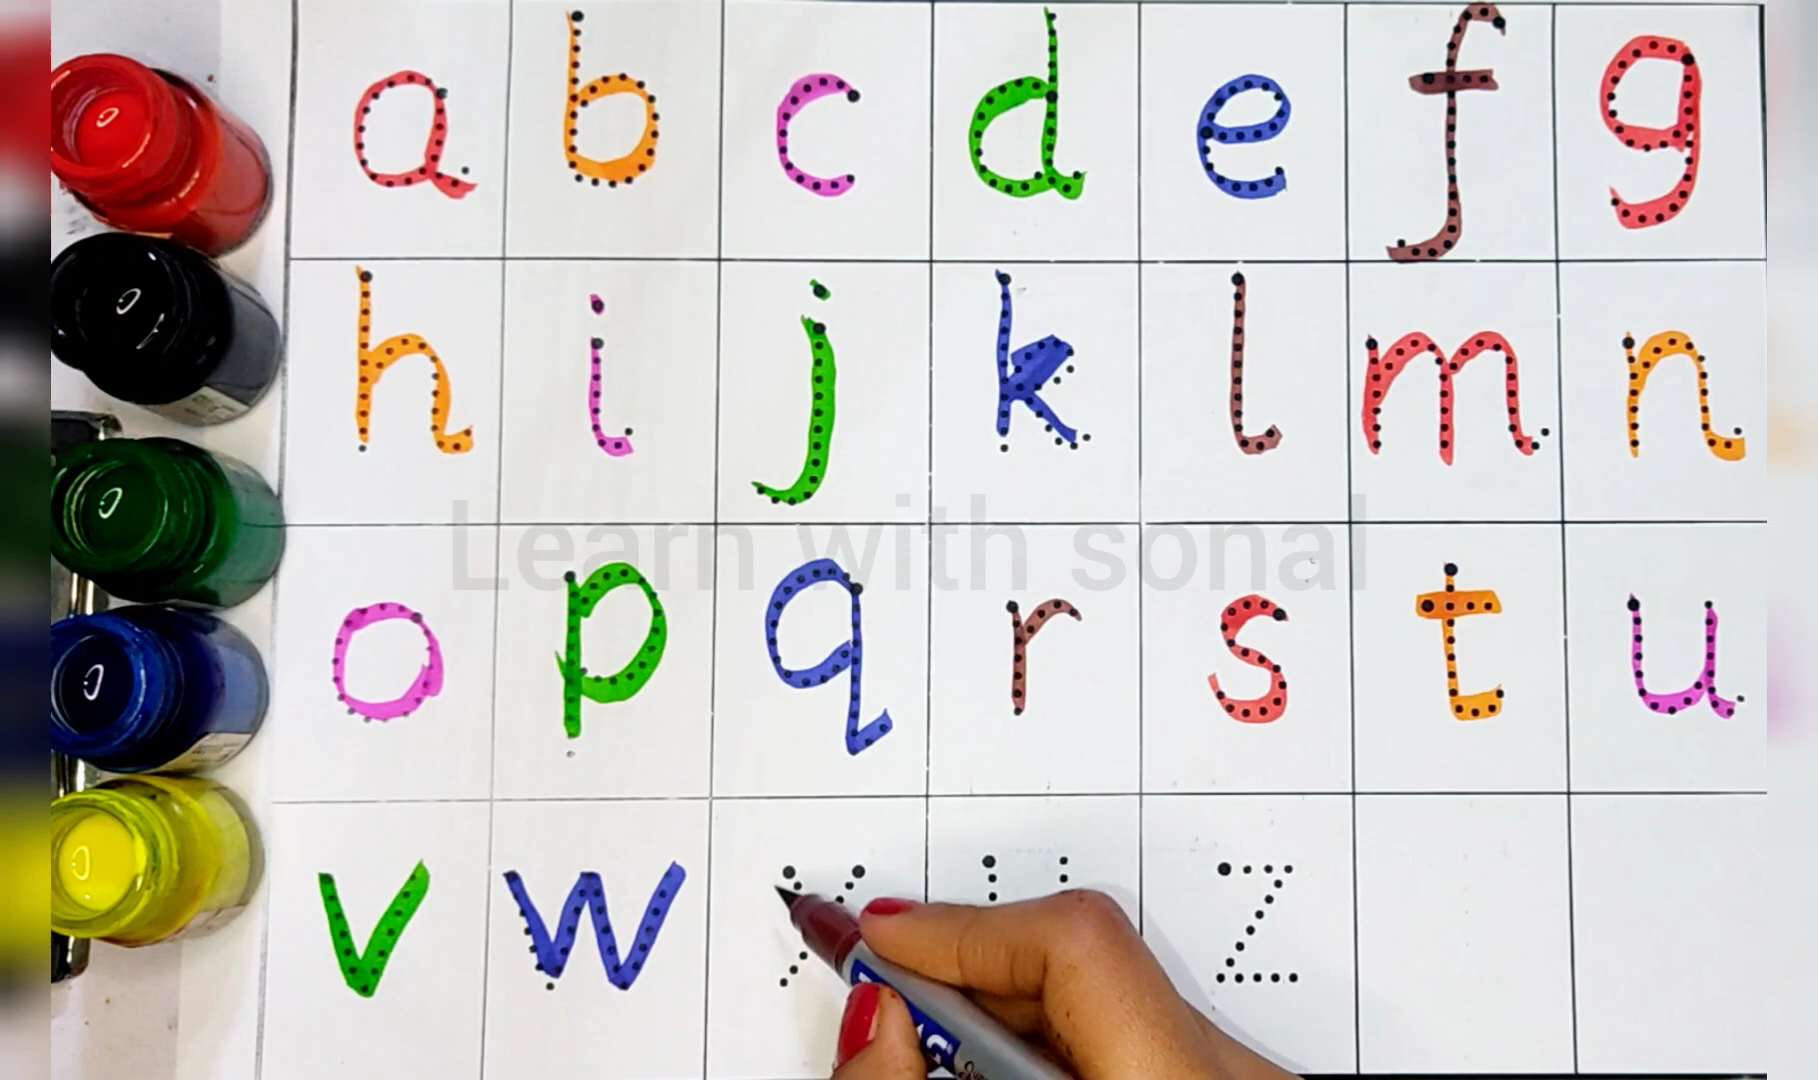 a b c d e f g
h i j k l m n
Learn with sonal
o p q r s t u
v w x z